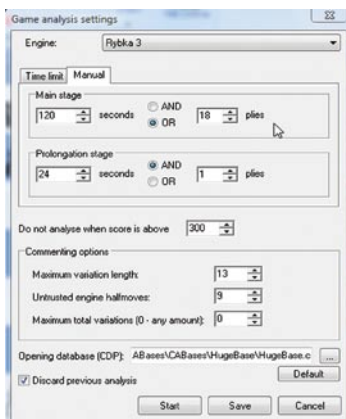 Game analysis settings
Engine: Rybka 3
Time limit Manual
Main stage
120 seconds AND OR 18 plies
Prolongation stage
24 seconds AND OR 1 plies
Do not analyse when score is above 300
Commenting options
Maximum variation length: 13
Untrusted engine halfmoves: 9
Maximum total variations (0 - any amount): 0
Opening database (CDP): ABases\CABases\HugeBase\HugeBase.c ...
Default
Discard previous analysis
Start Save Cancel